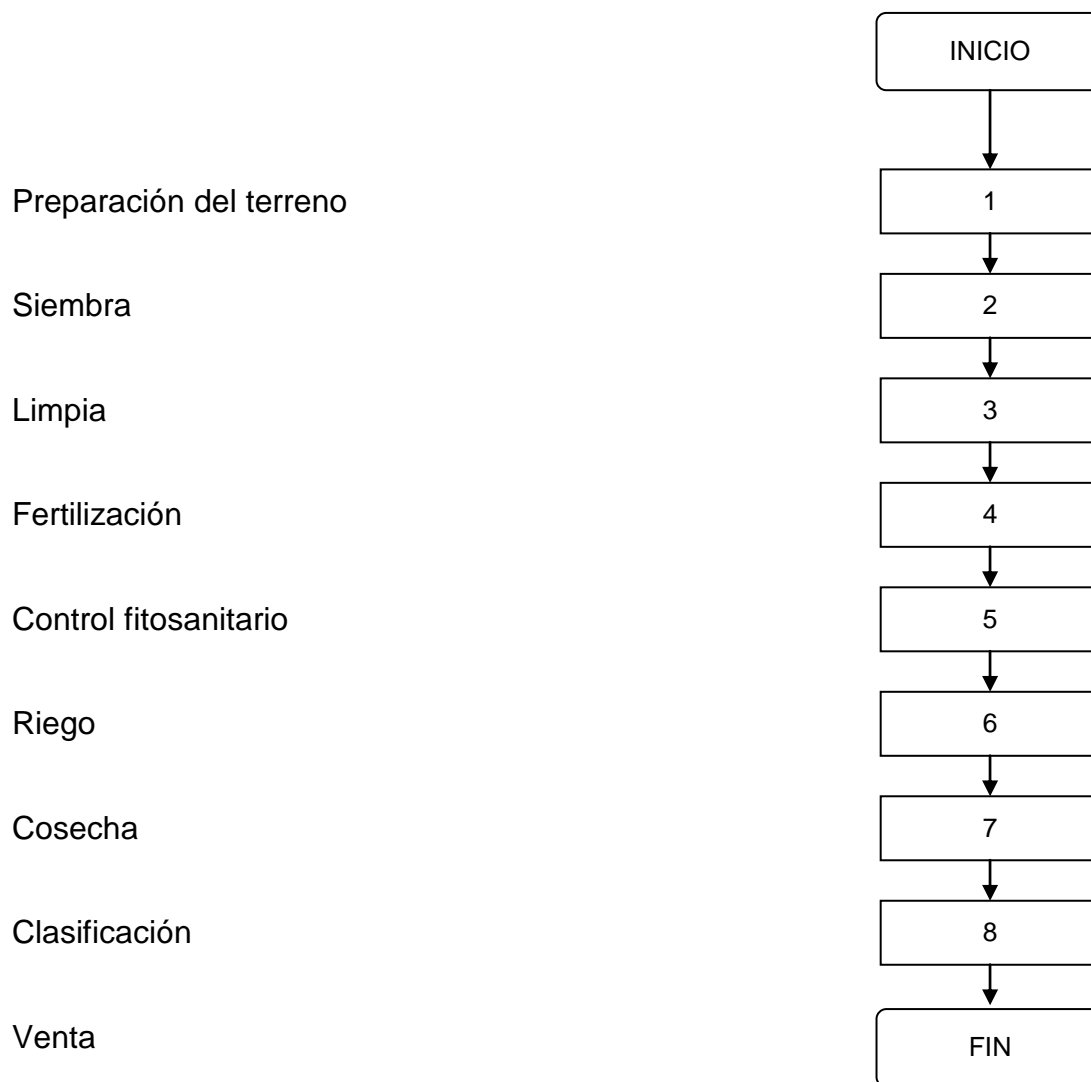 INICIO
Preparación del terreno 1
Siembra 2
Limpia 3
Fertilización 4
Control fitosanitario 5
Riego 6
Cosecha 7
Clasificación 8
Venta FIN